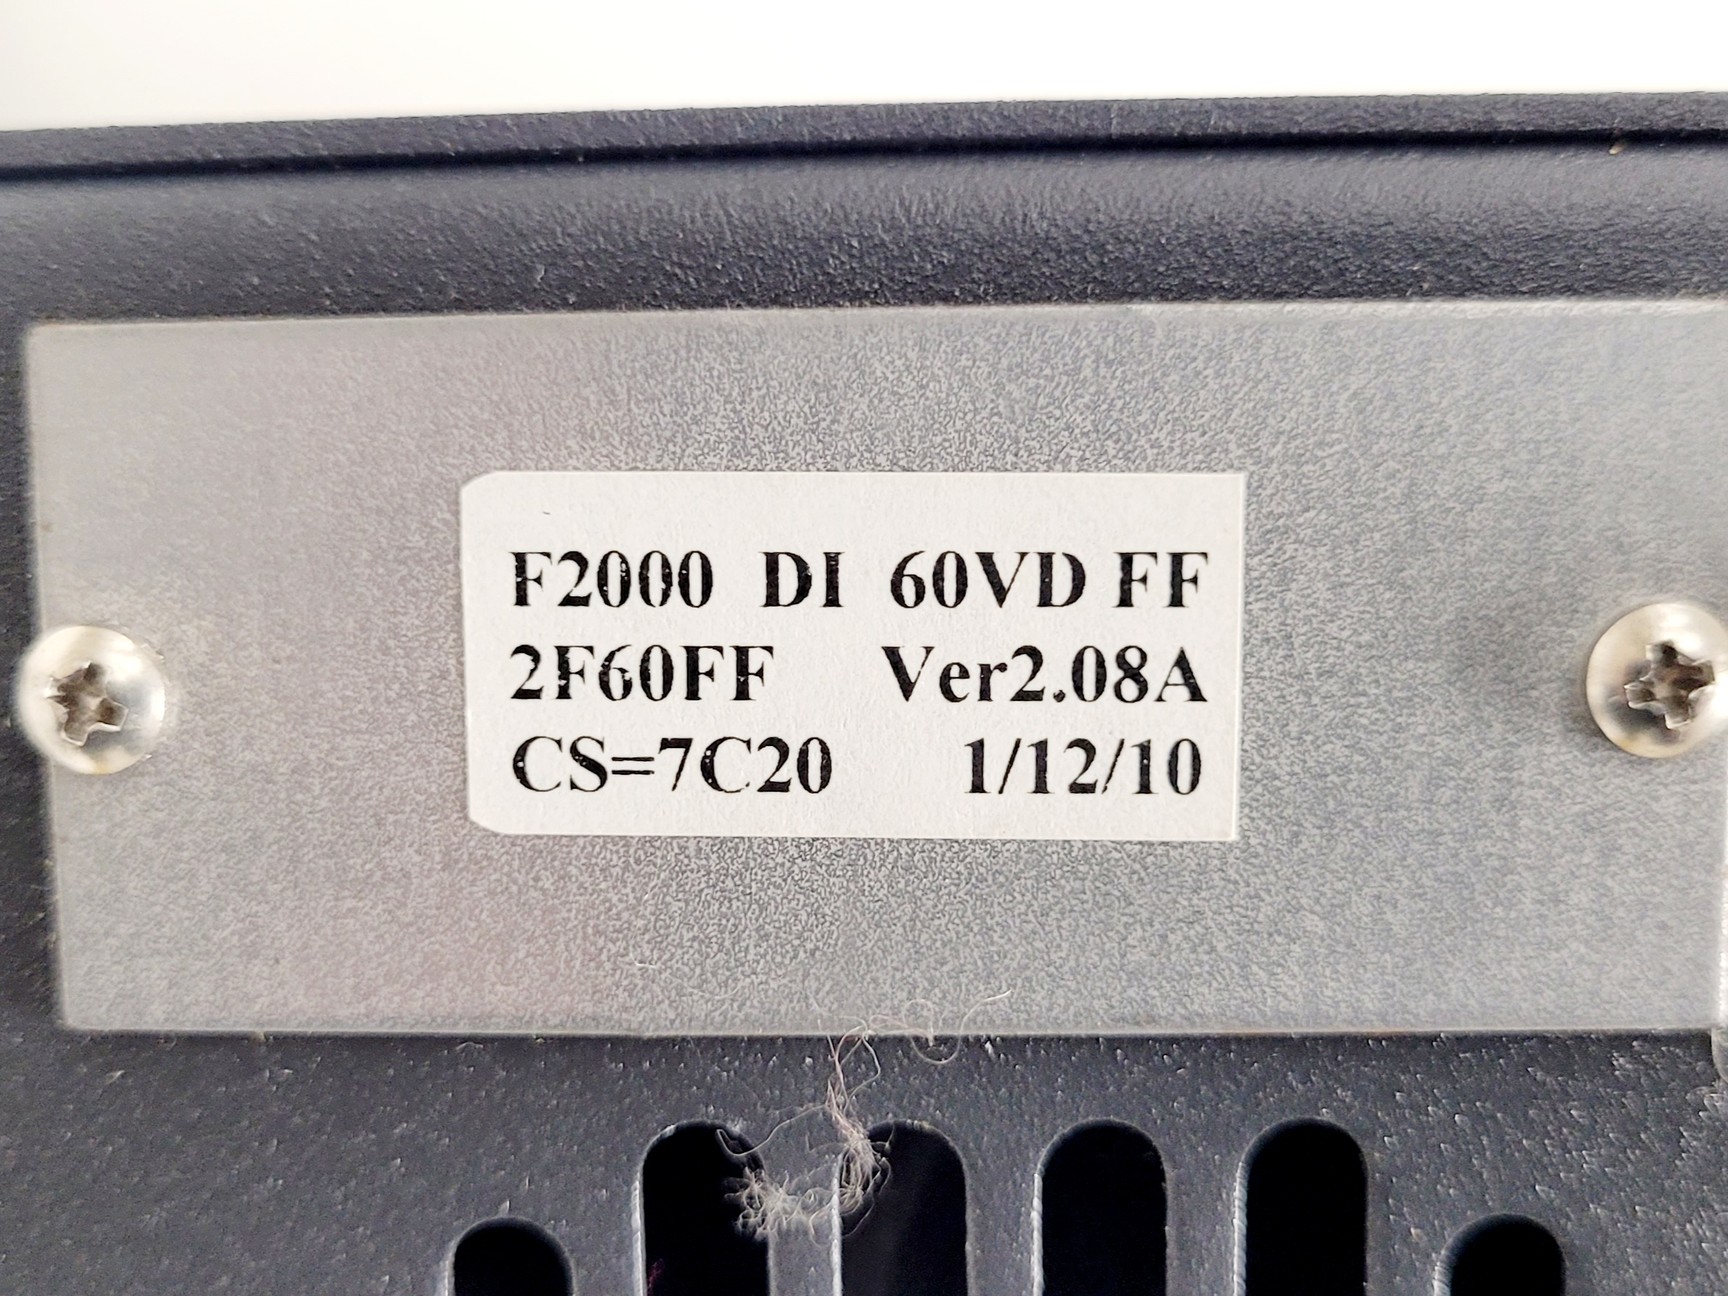 F2000 DI 60VD FF
2F60FF Ver2.08A
CS=7C20 1/12/10